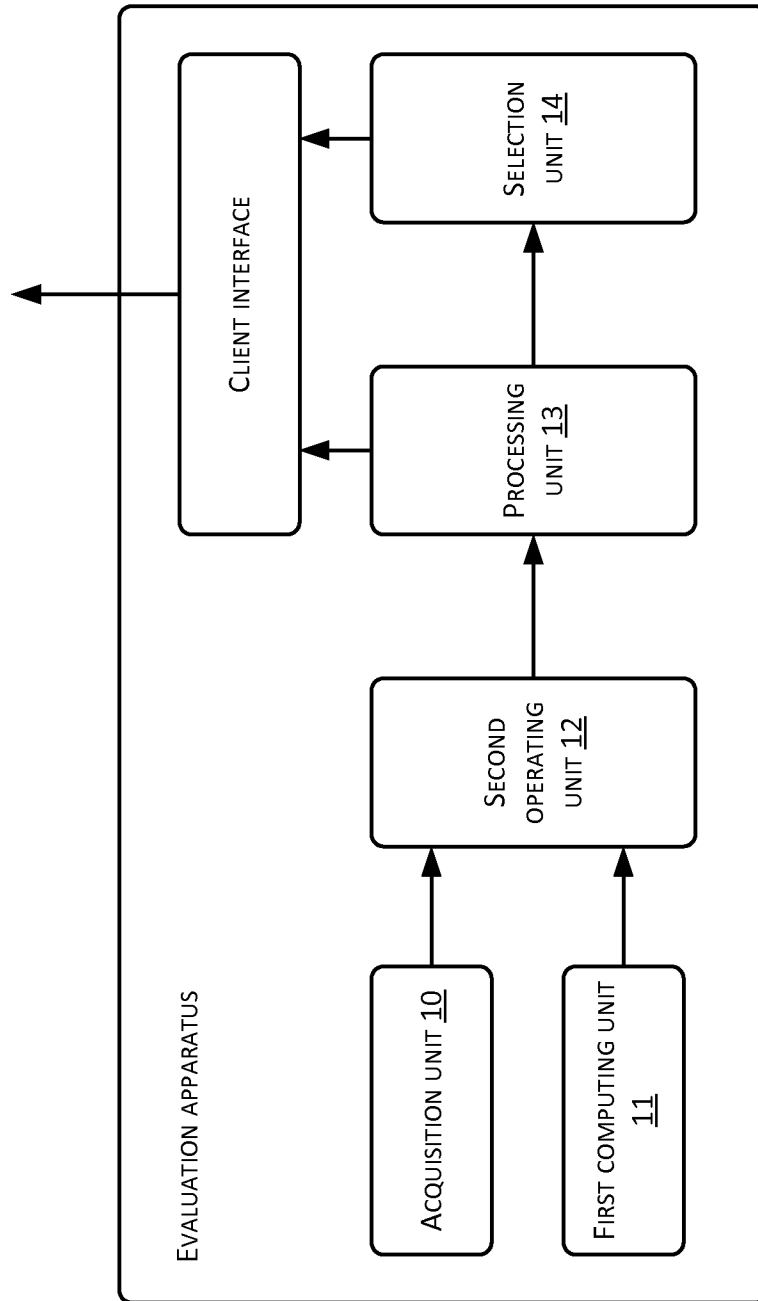 EVALUATION APPARATUS
ACQUISITION UNIT 10
FIRST COMPUTING UNIT
11
SECOND
OPERATING
UNIT 12
PROCESSING
UNIT 13
SELECTION
UNIT 14
CLIENT INTERFACE